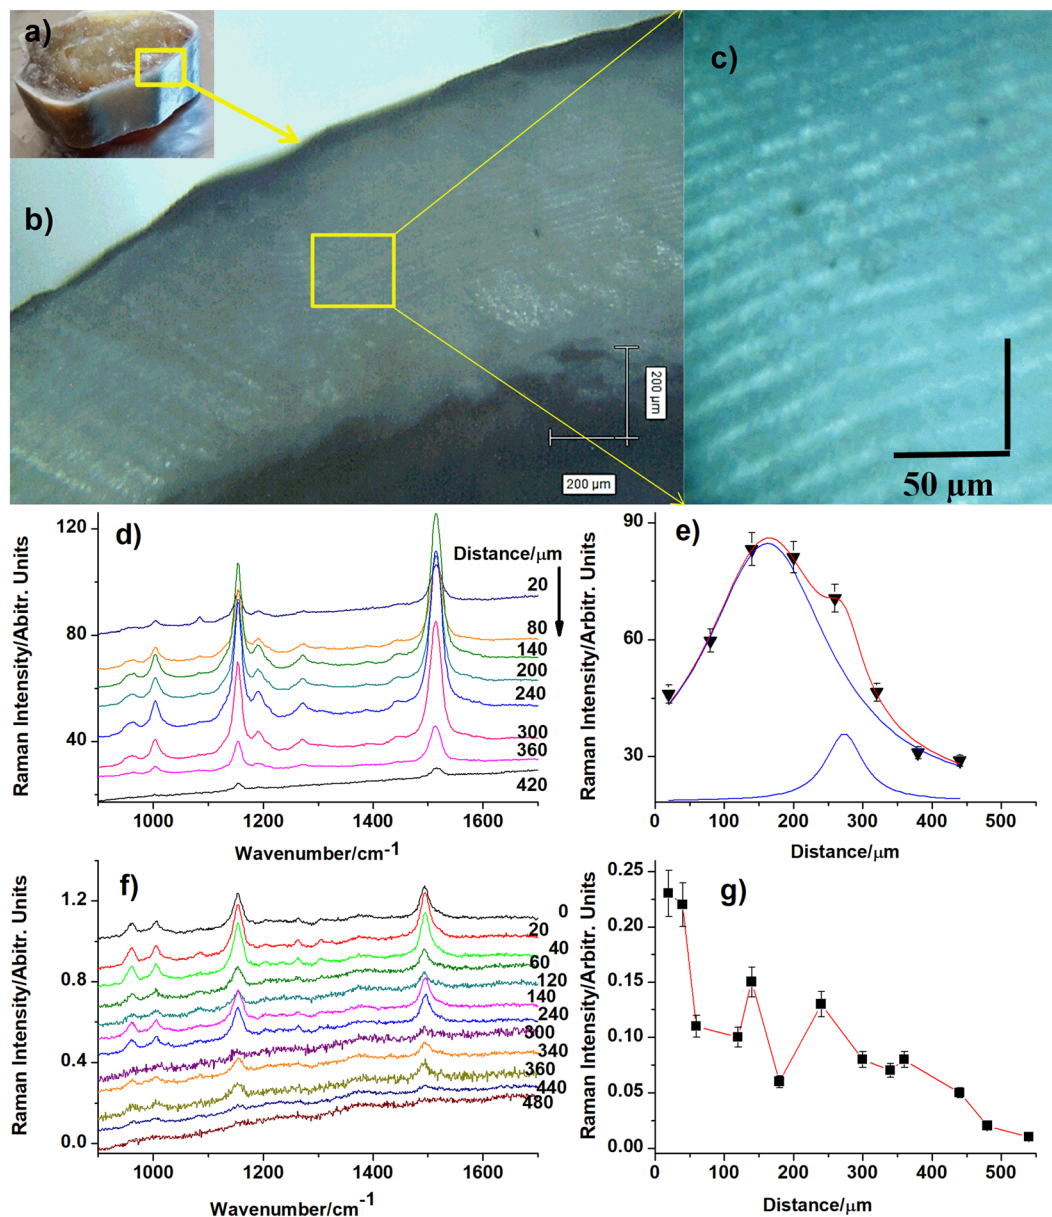 a)
b)
c)
200 µm
200 µm
50 µm
d)
Distance/µm
20
80
140
200
240
300
360
420
120
80
40
Raman Intensity/Arbitr. Units
1000
1200
1400
1600
Wavenumber/cm-1
e)
90
60
30
Raman Intensity/Arbitr. Units
0
100
200
300
400
500
Distance/µm
f)
0
20
40
60
120
140
240
300
340
360
440
480
1.2
0.8
0.4
0.0
Raman Intensity/Abitr. Units
1000
1200
1400
1600
Wavenumber/cm-1
g)
0.25
0.20
0.15
0.10
0.05
0.00
Raman Intensity/Arbitr. Units
0
100
200
300
400
500
Distance/µm